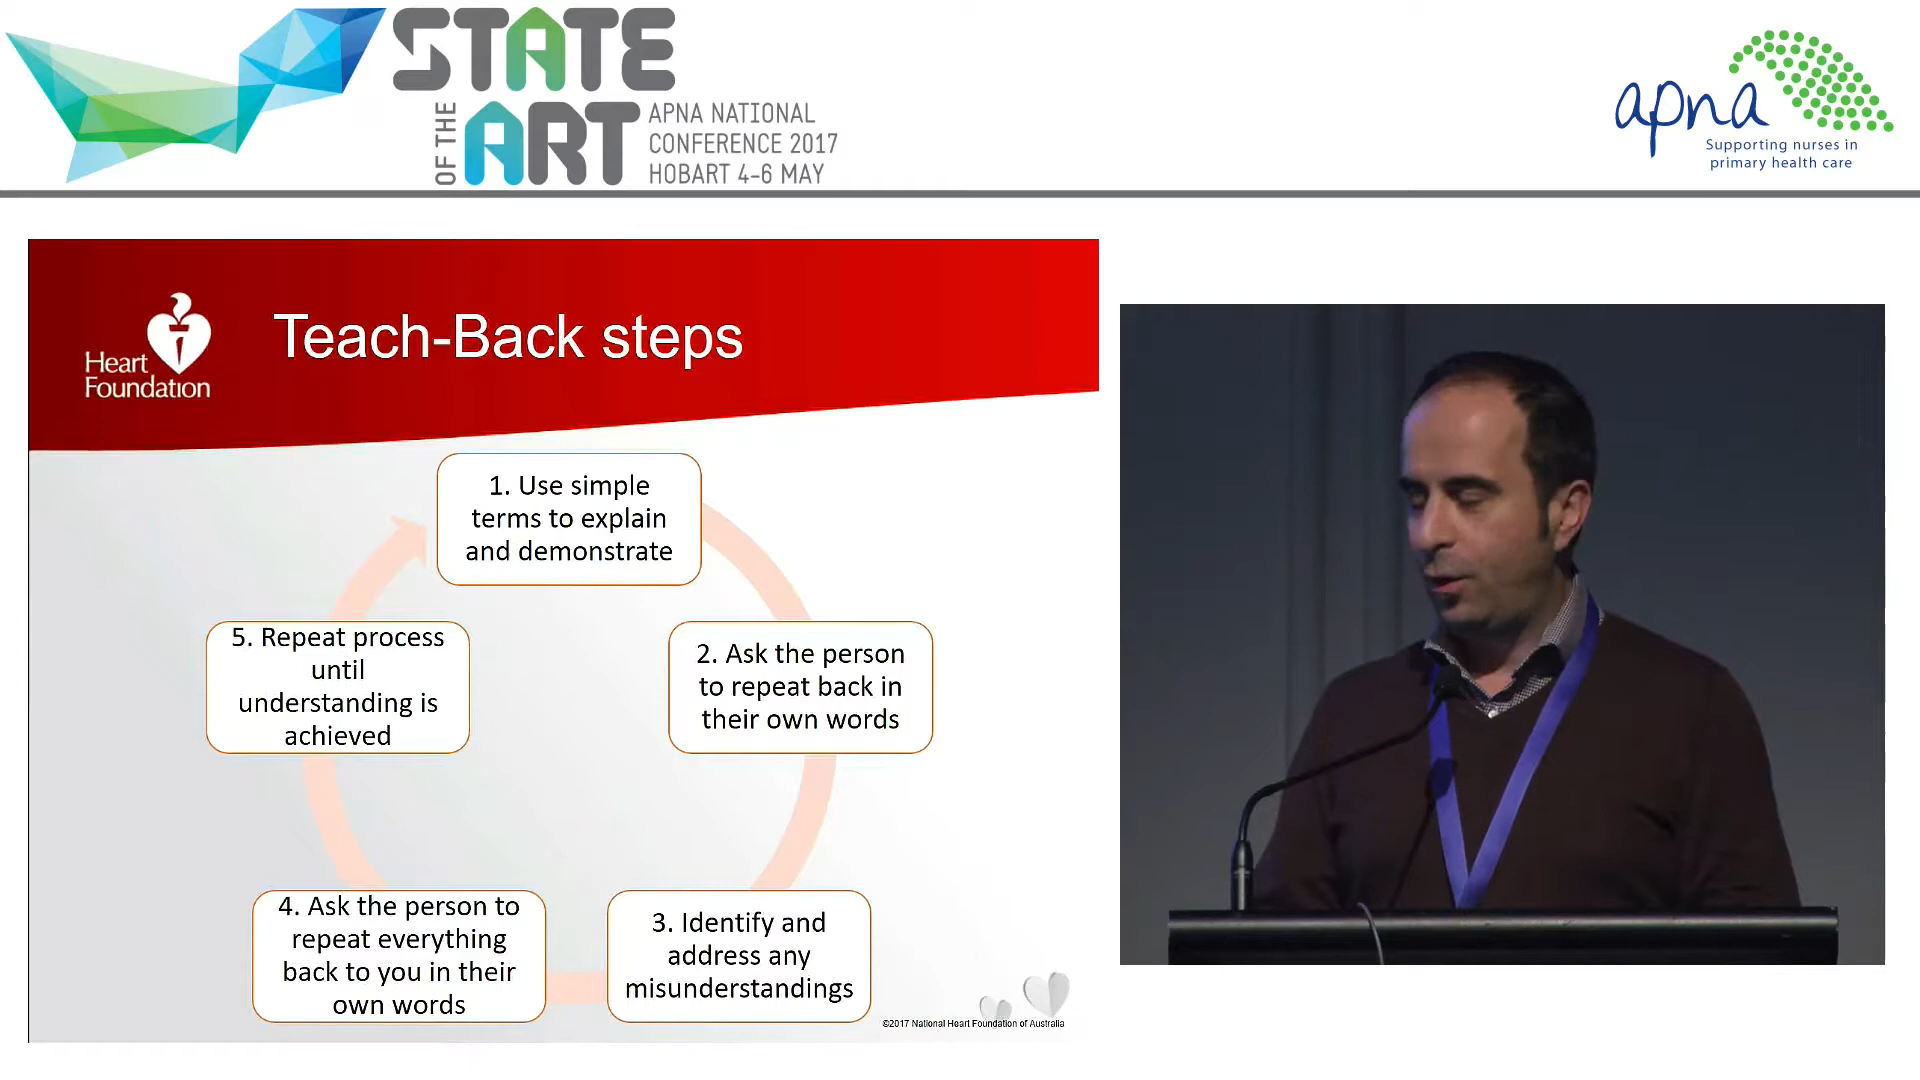 STATE
OF THE
ART
APNA NATIONAL
CONFERENCE 2017
HOBART 4-6 MAY
apna
Supporting nurses in
primary health care
Heart
Foundation
Teach-Back steps
1. Use simple
terms to explain
and demonstrate
2. Ask the person
to repeat back in
their own words
3. Identify and
address any
misunderstandings
4. Ask the person to
repeat everything
back to you in their
own words
5. Repeat process
until
understanding is
achieved
©2017 National Heart Foundation of Australia